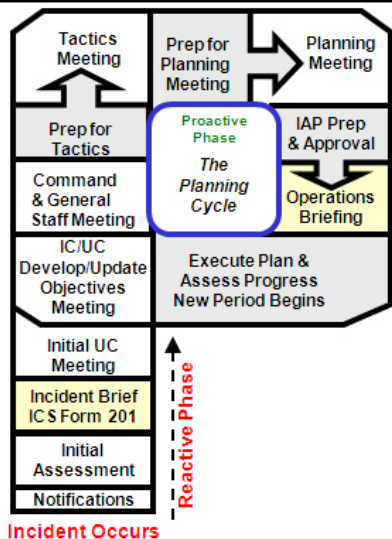 Tactics
Meeting
Prep for
Planning
Meeting
Planning
Meeting
Prep for
Tactics
Proactive
Phase
The
Planning
Cycle
IAP Prep
& Approval
Command
& General
Staff Meeting
Operations
Briefing
IC/UC
Develop/Update
Objectives
Meeting
Execute Plan &
Assess Progress
New Period Begins
Initial UC
Meeting
Incident Brief
ICS Form 201
Initial
Assessment
Notifications
Reactive Phase
Incident Occurs